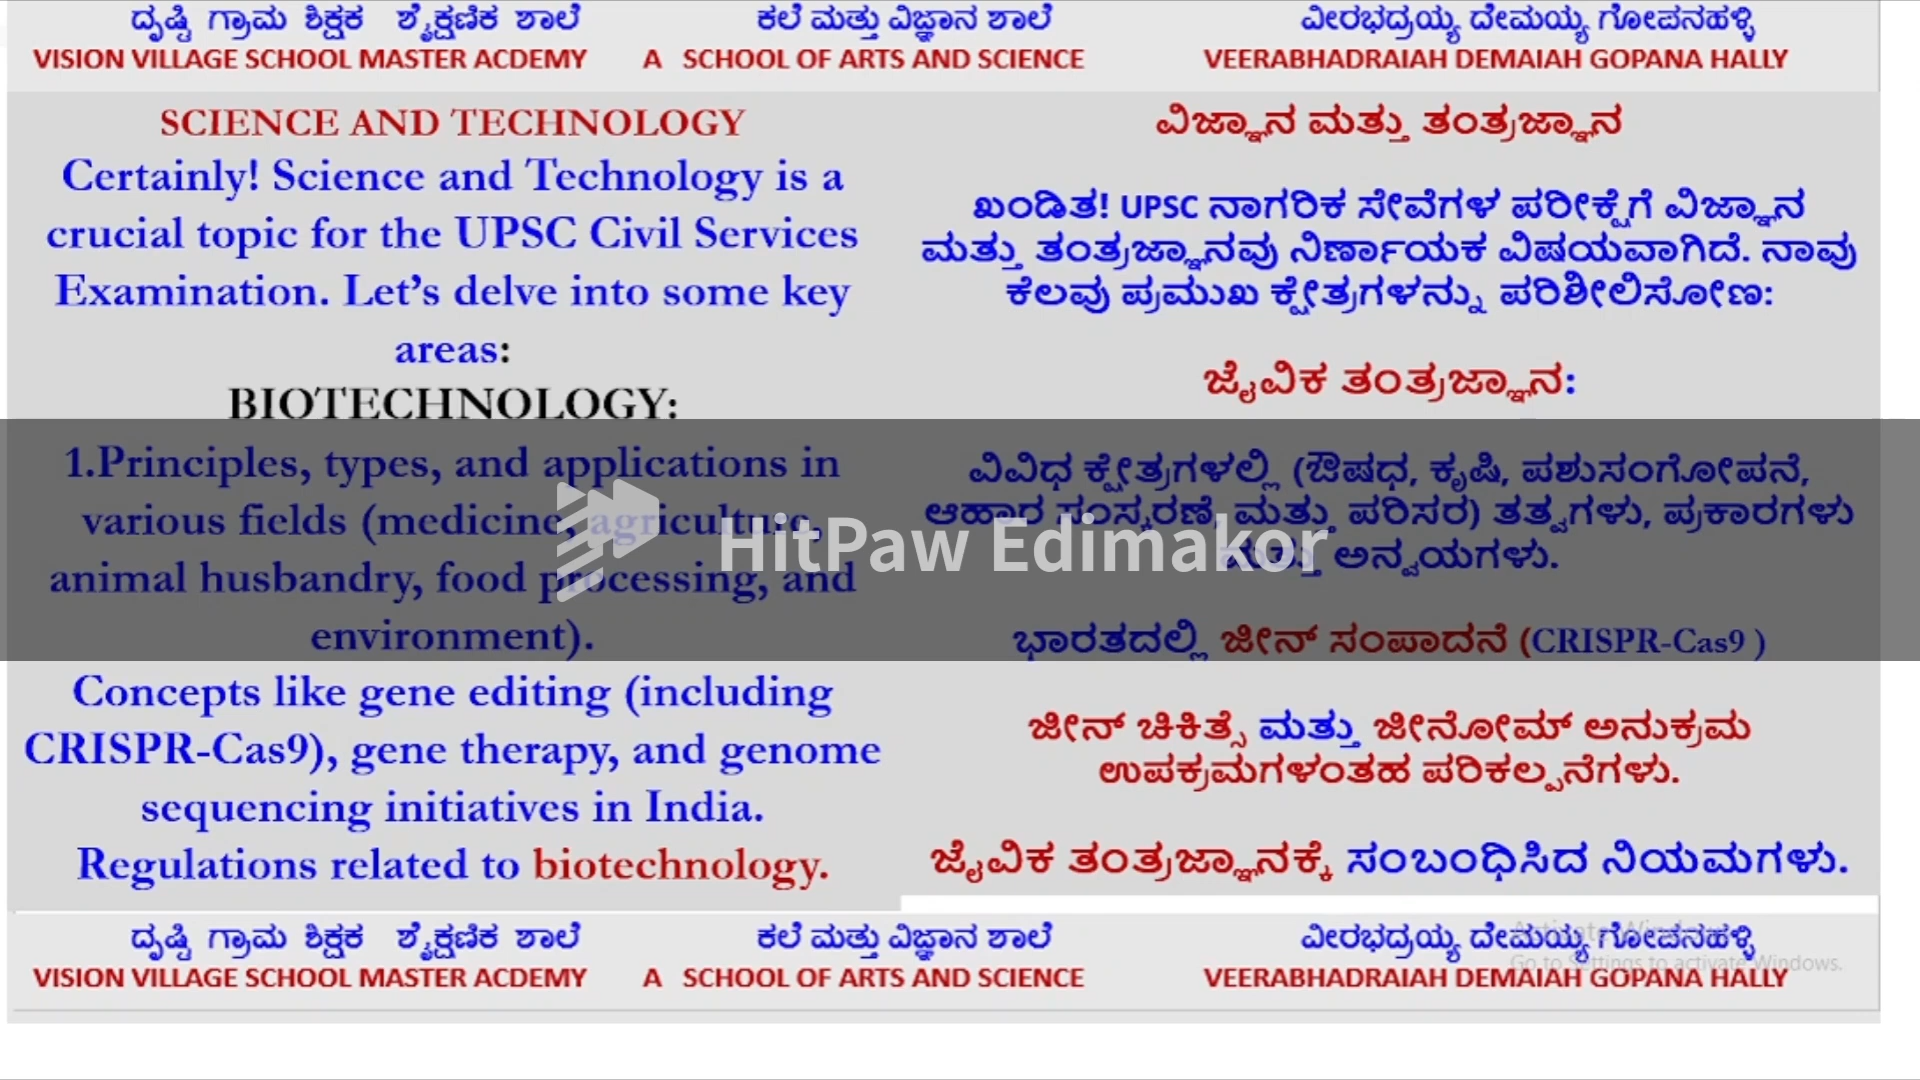 ದೃಷ್ಟಿ ಗ್ರಾಮ ಶಿಕ್ಷಕ ಶೈಕ್ಷಣಿಕ ಶಾಲೆ ಕಲೆ ಮತ್ತು ವಿಜ್ಞಾನ ಶಾಲೆ ವೀರಭದ್ರಯ್ಯ ದೇಮಯ್ಯ ಗೋಪನಹಳ್ಳಿ
VISION VILLAGE SCHOOL MASTER ACDEMY A SCHOOL OF ARTS AND SCIENCE VEERABHADRAIAH DEMAIAH GOPANA HALLY
SCIENCE AND TECHNOLOGY
Certainly! Science and Technology is a
crucial topic for the UPSC Civil Services
Examination. Let’s delve into some key
areas:
BIOTECHNOLOGY:
1.Principles, types, and applications in
various fields (medicine, agriculture,
animal husbandry, food processing, and
environment).
Concepts like gene editing (including
CRISPR-Cas9), gene therapy, and genome
sequencing initiatives in India.
Regulations related to biotechnology.
ವಿಜ್ಞಾನ ಮತ್ತು ತಂತ್ರಜ್ಞಾನ
ಖಂಡಿತ! UPSC ನಾಗರಿಕ ಸೇವೆಗಳ ಪರೀಕ್ಷೆಗೆ ವಿಜ್ಞಾನ
ಮತ್ತು ತಂತ್ರಜ್ಞಾನವು ನಿರ್ಣಾಯಕ ವಿಷಯವಾಗಿದೆ. ನಾವು
ಕೆಲವು ಪ್ರಮುಖ ಕ್ಷೇತ್ರಗಳನ್ನು ಪರಿಶೀಲಿಸೋಣ:
ಜೈವಿಕ ತಂತ್ರಜ್ಞಾನ:
ವಿವಿಧ ಕ್ಷೇತ್ರಗಳಲ್ಲಿ (ಔಷಧ, ಕೃಷಿ, ಪಶುಸಂಗೋಪನೆ,
ಆಹಾರ ಸಂಸ್ಕರಣೆ, ಮತ್ತು ಪರಿಸರ) ತತ್ವಗಳು, ಪ್ರಕಾರಗಳು
ಮತ್ತು ಅನ್ವಯಗಳು.
ಭಾರತದಲ್ಲಿ ಜೀನ್ ಸಂಪಾದನೆ (CRISPR-Cas9 )
ಜೀನ್ ಚಿಕಿತ್ಸೆ ಮತ್ತು ಜೀನೋಮ್ ಅನುಕ್ರಮ
ಉಪಕ್ರಮಗಳಂತಹ ಪರಿಕಲ್ಪನೆಗಳು.
ಜೈವಿಕ ತಂತ್ರಜ್ಞಾನಕ್ಕೆ ಸಂಬಂಧಿಸಿದ ನಿಯಮಗಳು.
HitPaw Edimakor
ದೃಷ್ಟಿ ಗ್ರಾಮ ಶಿಕ್ಷಕ ಶೈಕ್ಷಣಿಕ ಶಾಲೆ ಕಲೆ ಮತ್ತು ವಿಜ್ಞಾನ ಶಾಲೆ ವೀರಭದ್ರಯ್ಯ ದೇಮಯ್ಯ ಗೋಪನಹಳ್ಳಿ
VISION VILLAGE SCHOOL MASTER ACDEMY A SCHOOL OF ARTS AND SCIENCE VEERABHADRAIAH DEMAIAH GOPANA HALLY
Activate Windows
Go to Settings to activate Windows.